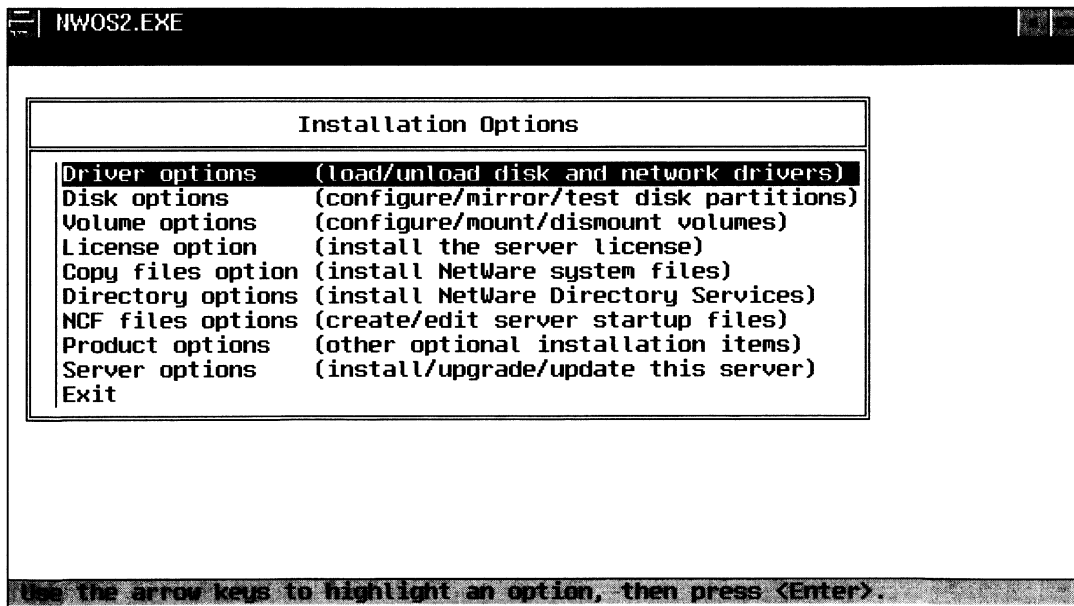 NWOS2.EXE
Installation Options
Driver options (load/unload disk and network drivers)
Disk options (configure/mirror/test disk partitions)
Volume options (configure/mount/dismount volumes)
License option (install the server license)
Copy files option (install NetWare system files)
Directory options (install NetWare Directory Services)
NCF files options (create/edit server startup files)
Product options (other optional installation items)
Server options (install/upgrade/update this server)
Exit
Use the arrow keys to highlight an option, then press <Enter>.